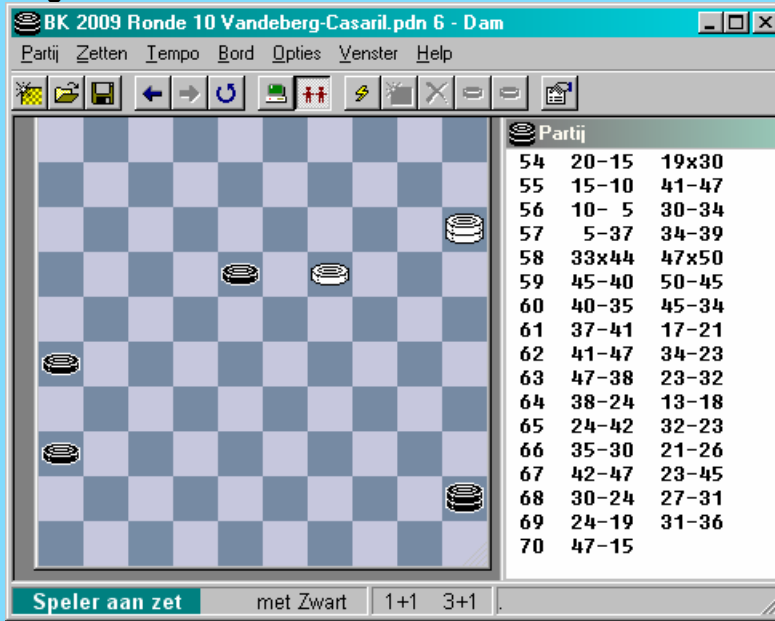 BK 2009 Ronde 10 Vandeberg-Casaril.pdn 6 - Dam
Partij Zetten Tempo Bord Opties Venster Help
Partij
54 20-15 19x30
55 15-10 41-47
56 10- 5 30-34
57 5-37 34-39
58 33x44 47x50
59 45-40 50-45
60 40-35 45-34
61 37-41 17-21
62 41-47 34-23
63 47-38 23-32
64 38-24 13-18
65 24-42 32-23
66 35-30 21-26
67 42-47 23-45
68 30-24 27-31
69 24-19 31-36
70 47-15
Speler aan zet met Zwart 1+1 3+1 .